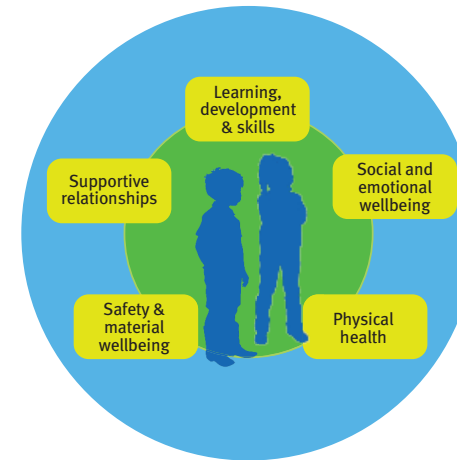 Learning,
development
& skills
Supportive
relationships
Social and
emotional
wellbeing
Safety &
material
wellbeing
Physical
health